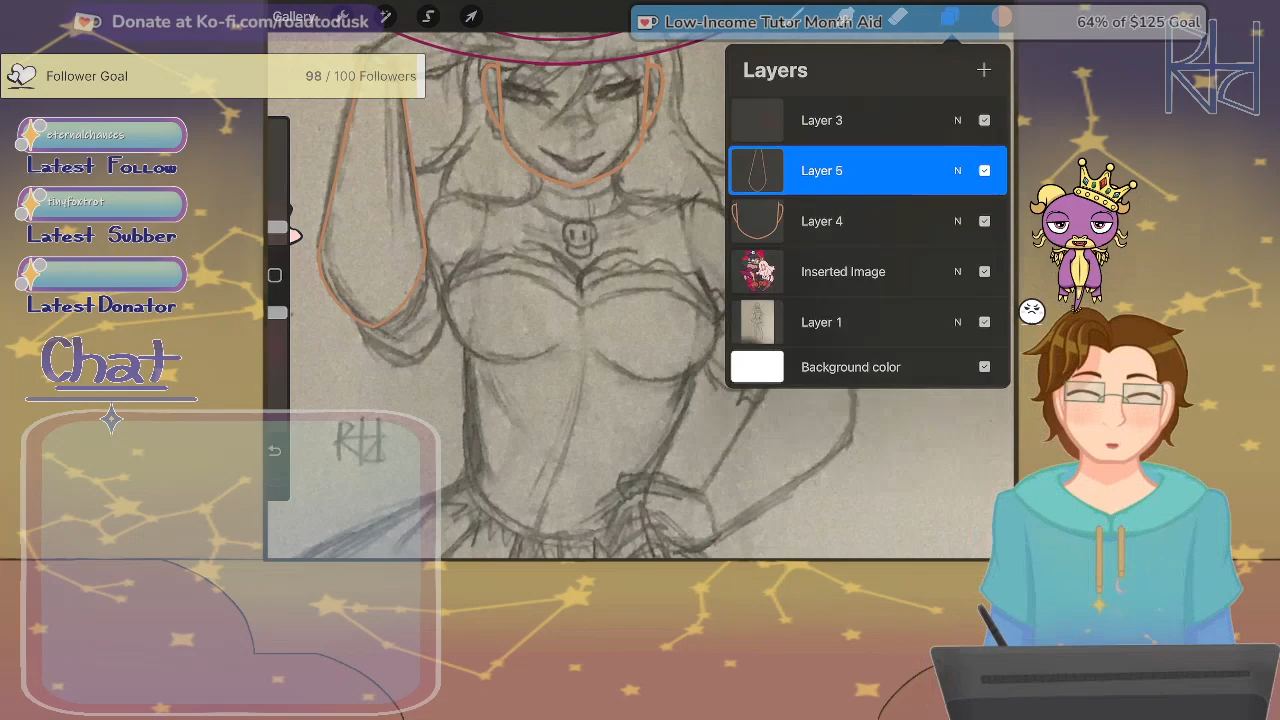 Donate at Ko-fi.com/roadtodusk
Gallery
Low-Income Tutor Month Aid
64% of $125 Goal
Follower Goal
98 / 100 Followers
eternalchances
Latest Follow
tinyfoxtrot
Latest Subber
Latest Donator
Chat
Layers
Layer 3 N
Layer 5 N
Layer 4 N
Inserted Image N
Layer 1 N
Background color